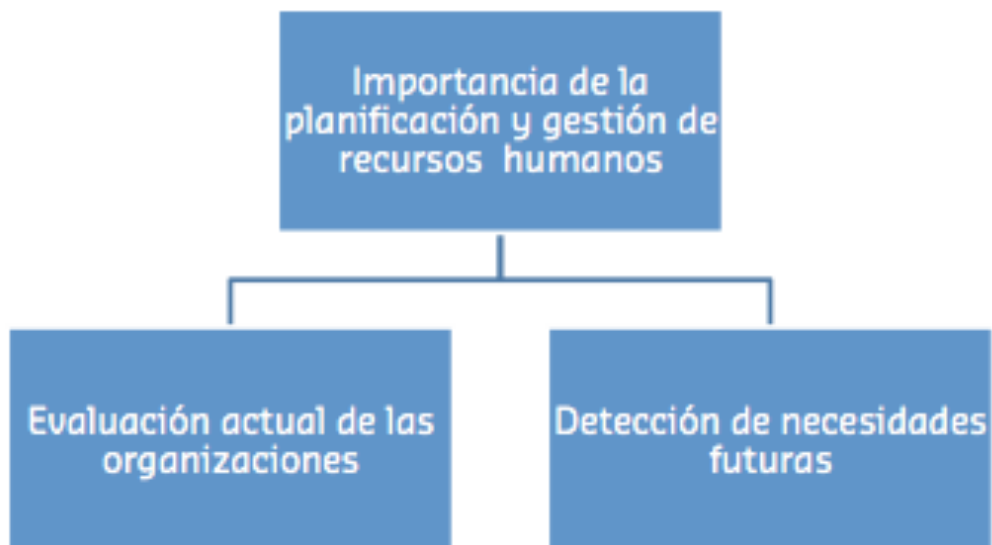 Importancia de la
planificación y gestión de
recursos humanos
Evaluación actual de las
organizaciones
Detección de necesidades
futuras